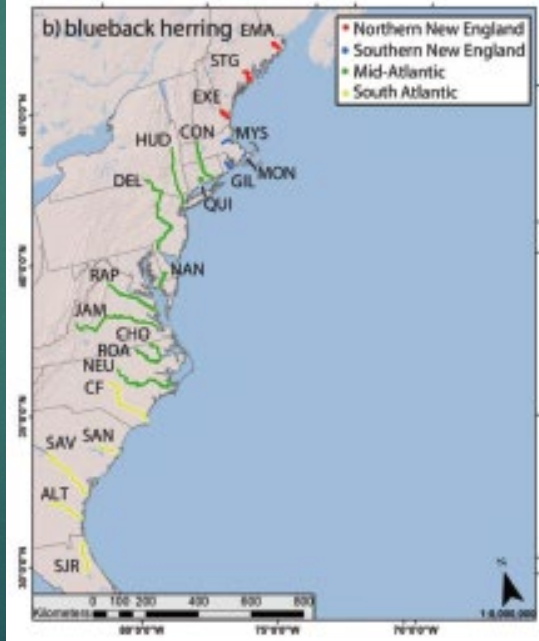 b) blueback herring
EMA
Northern New England
Southern New England
Mid-Atlantic
South Atlantic
STG
EXE
HUD
CON
MYS
DEL
MON
GIL
QUI
RAP
NAN
JAM
CHO
ROA
NEU
CF
SAV
SAN
ALT
SJR
N
Kilometers
0 100 200 400 600 800